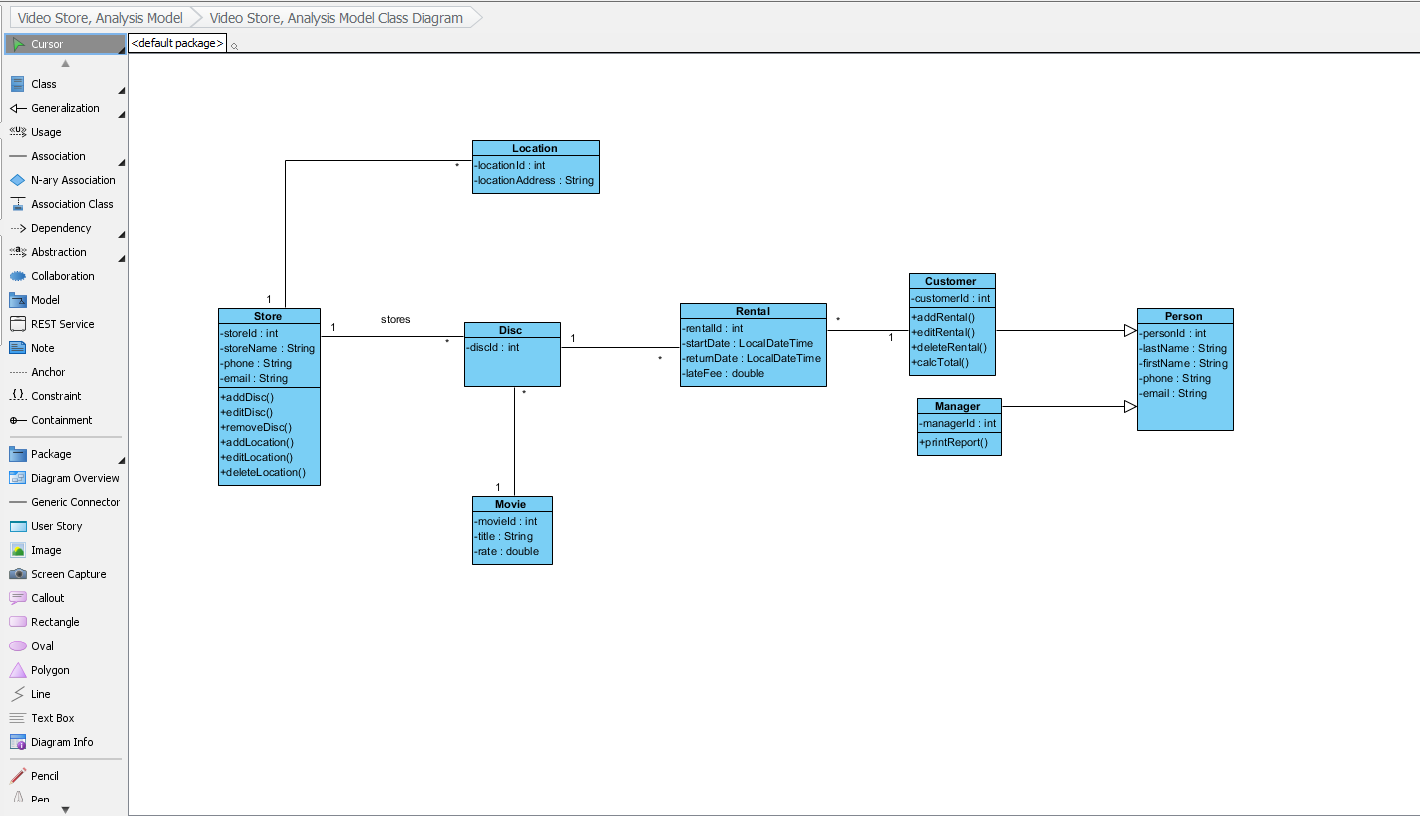 Video Store, Analysis Model
Video Store, Analysis Model Class Diagram
Cursor
<default package>
Class
Generalization
Usage
Association
N-ary Association
Association Class
Dependency
Abstraction
Collaboration
Model
REST Service
Note
Anchor
Constraint
Containment
Package
Diagram Overview
Generic Connector
User Story
Image
Screen Capture
Callout
Rectangle
Oval
Polygon
Line
Text Box
Diagram Info
Pencil
Pen
Location
-locationId : int
-locationAddress : String
*
1
Store
-storeId : int
-storeName : String
-phone : String
-email : String
+addDisc()
+editDisc()
+removeDisc()
+addLocation()
+editLocation()
+deleteLocation()
1
stores
*
Disc
-discId : int
1
*
*
1
Movie
-movieId : int
-title : String
-rate : double
Rental
-rentalId : int
-startDate : LocalDateTime
-returnDate : LocalDateTime
-lateFee : double
*
1
Customer
-customerId : int
+addRental()
+editRental()
+deleteRental()
+calcTotal()
Manager
-managerId : int
+printReport()
Person
-personId : int
-lastName : String
-firstName : String
-phone : String
-email : String